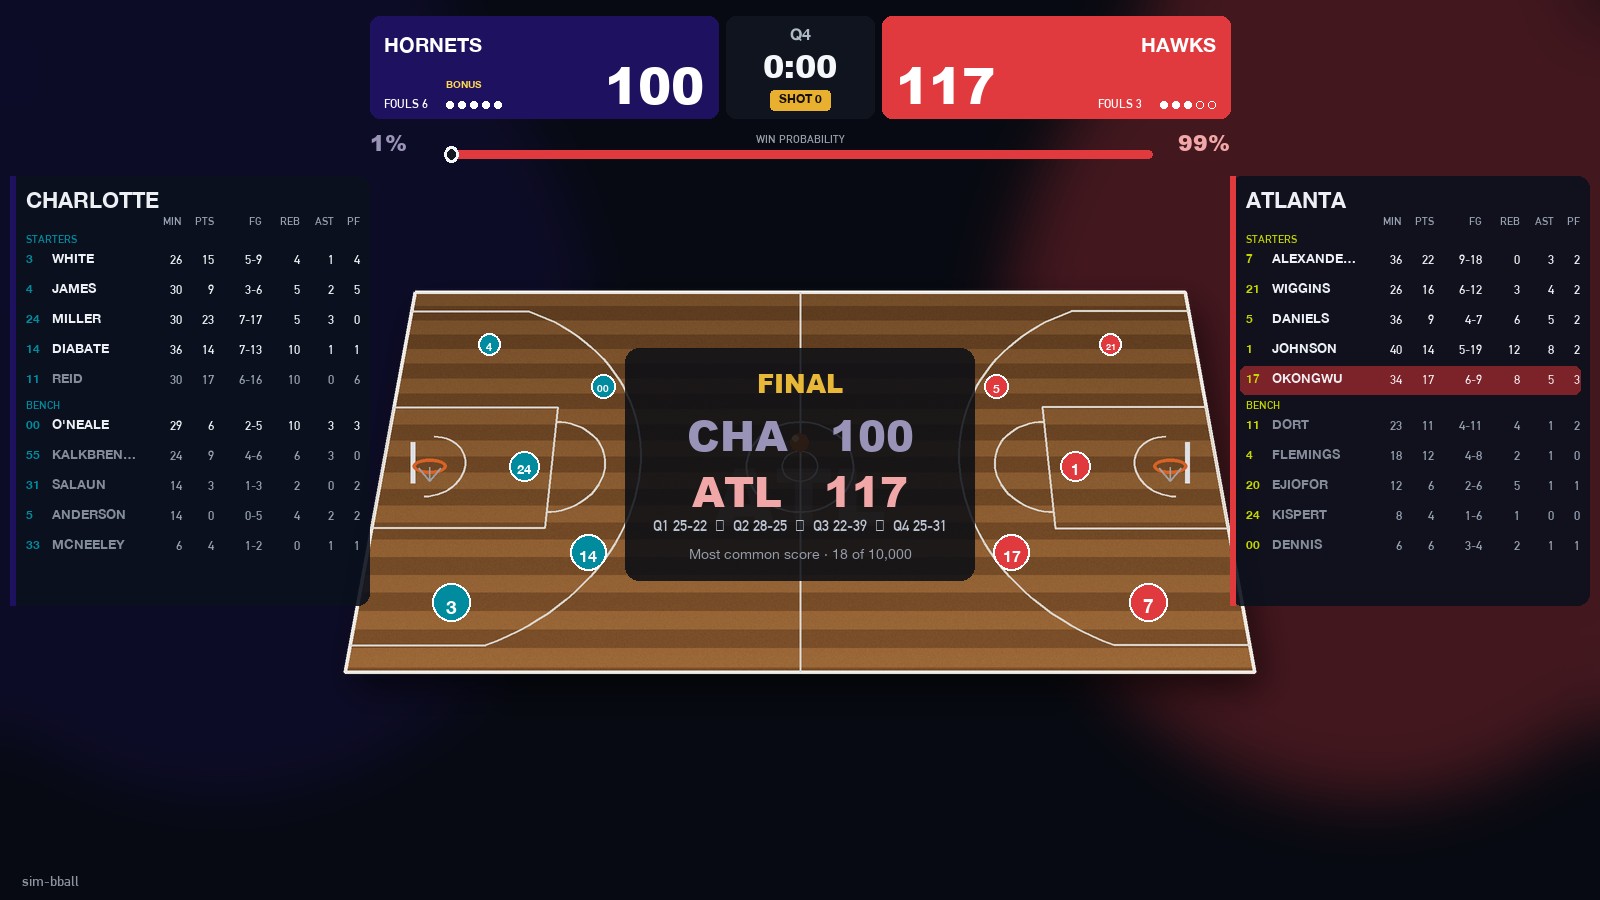 HORNETS
BONUS
FOULS 6
100
Q4
0:00
SHOT 0
HAWKS
117
FOULS 3
1%
WIN PROBABILITY
99%
CHARLOTTE
MIN PTS FG REB AST PF
STARTERS
3 WHITE 26 15 5-9 4 1 4
4 JAMES 30 9 3-6 5 2 5
24 MILLER 30 23 7-17 5 3 0
14 DIABATE 36 14 7-13 10 1 1
11 REID 30 17 6-16 10 0 6
BENCH
00 O'NEALE 29 6 2-5 10 3 3
55 KALKBREN... 24 9 4-6 6 3 0
31 SALAUN 14 3 1-3 2 0 2
5 ANDERSON 14 0 0-5 4 2 2
33 MCNEELEY 6 4 1-2 0 1 1
4
00
24
14
3
FINAL
CHA 100
ATL 117
Q1 25-22 Q2 28-25 Q3 22-39 Q4 25-31
Most common score · 18 of 10,000
21
5
1
17
7
ATLANTA
MIN PTS FG REB AST PF
STARTERS
7 ALEXANDE... 36 22 9-18 0 3 2
21 WIGGINS 26 16 6-12 3 4 2
5 DANIELS 36 9 4-7 6 5 2
1 JOHNSON 40 14 5-19 12 8 2
17 OKONGWU 34 17 6-9 8 5 3
BENCH
11 DORT 23 11 4-11 4 1 2
4 FLEMINGS 18 12 4-8 2 1 0
20 EJIOFOR 12 6 2-6 5 1 1
24 KISPERT 8 4 1-6 1 0 0
00 DENNIS 6 6 3-4 2 1 1
sim-bball